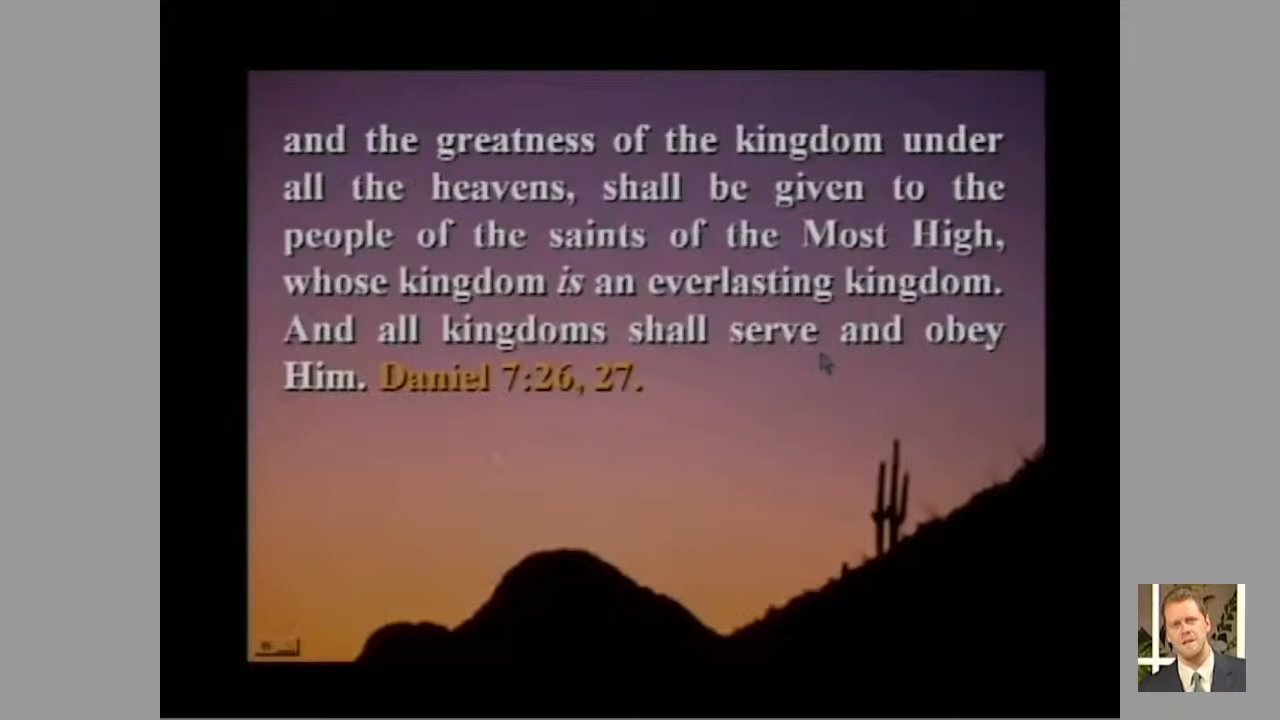 and the greatness of the kingdom under
all the heavens, shall be given to the
people of the saints of the Most High,
whose kingdom is an everlasting kingdom.
And all kingdoms shall serve and obey
Him. Daniel 7:26, 27.